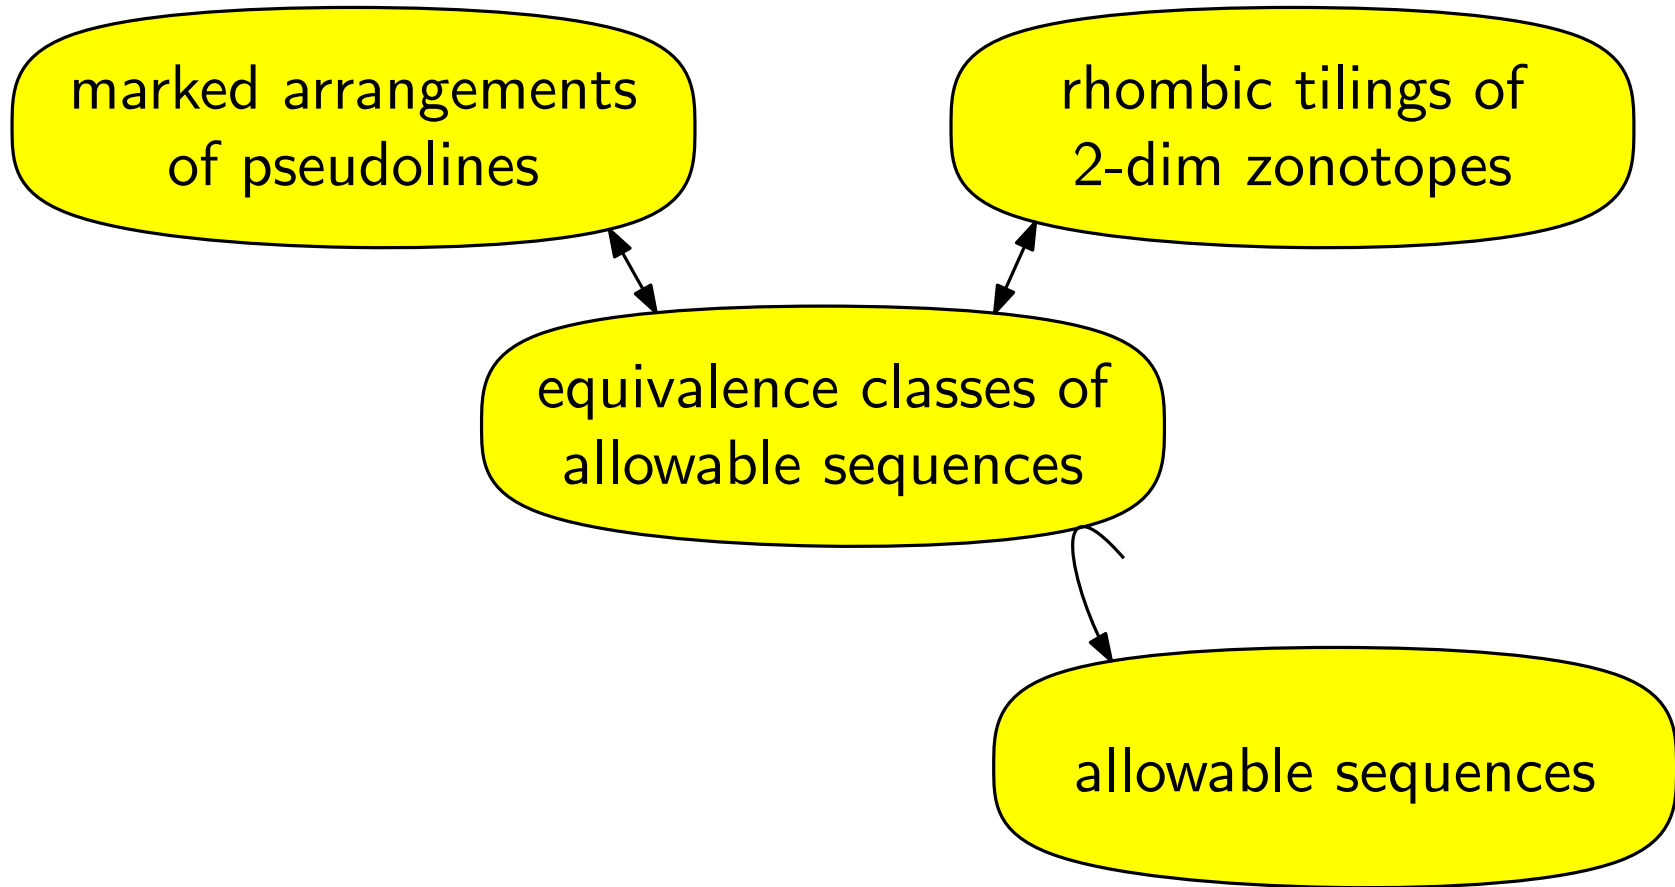 marked arrangements
of pseudolines
rhombic tilings of
2-dim zonotopes
equivalence classes of
allowable sequences
allowable sequences